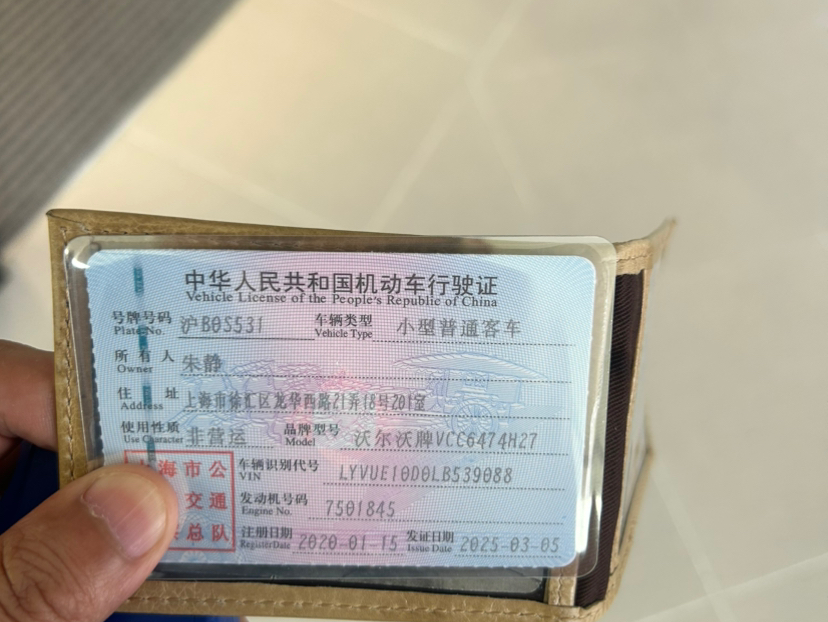 中华人民共和国机动车行驶证
Vehicle License of the People's Republic of China
号牌号码 沪B0S531 车辆类型 小型普通客车
Plate No. Vehicle Type
所有人 朱静
Owner
住址 上海市徐汇区龙华西路21弄18号201室
Address
使用性质 非营运 品牌型号 沃尔沃牌VCC6474H27
Use Character Model
海市公 车辆识别代号 LYVUE10D0LB539088
VIN
交通 发动机号码 7501845
Engine No.
总队 注册日期 2020-01-15 发证日期 2025-03-05
Register Date Issue Date